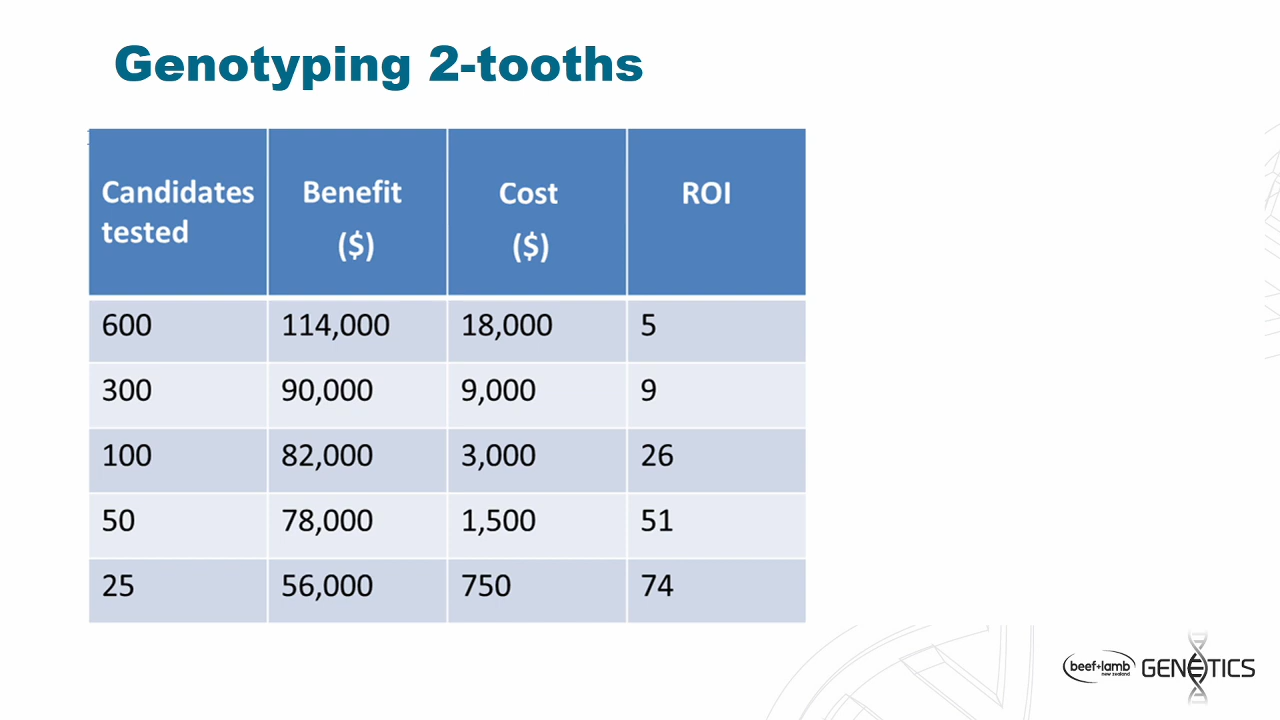 Genotyping 2-tooths
Candidates tested Benefit ($) Cost ($) ROI
600 114,000 18,000 5
300 90,000 9,000 9
100 82,000 3,000 26
50 78,000 1,500 51
25 56,000 750 74
beef+lamb
new zealand
GENETICS